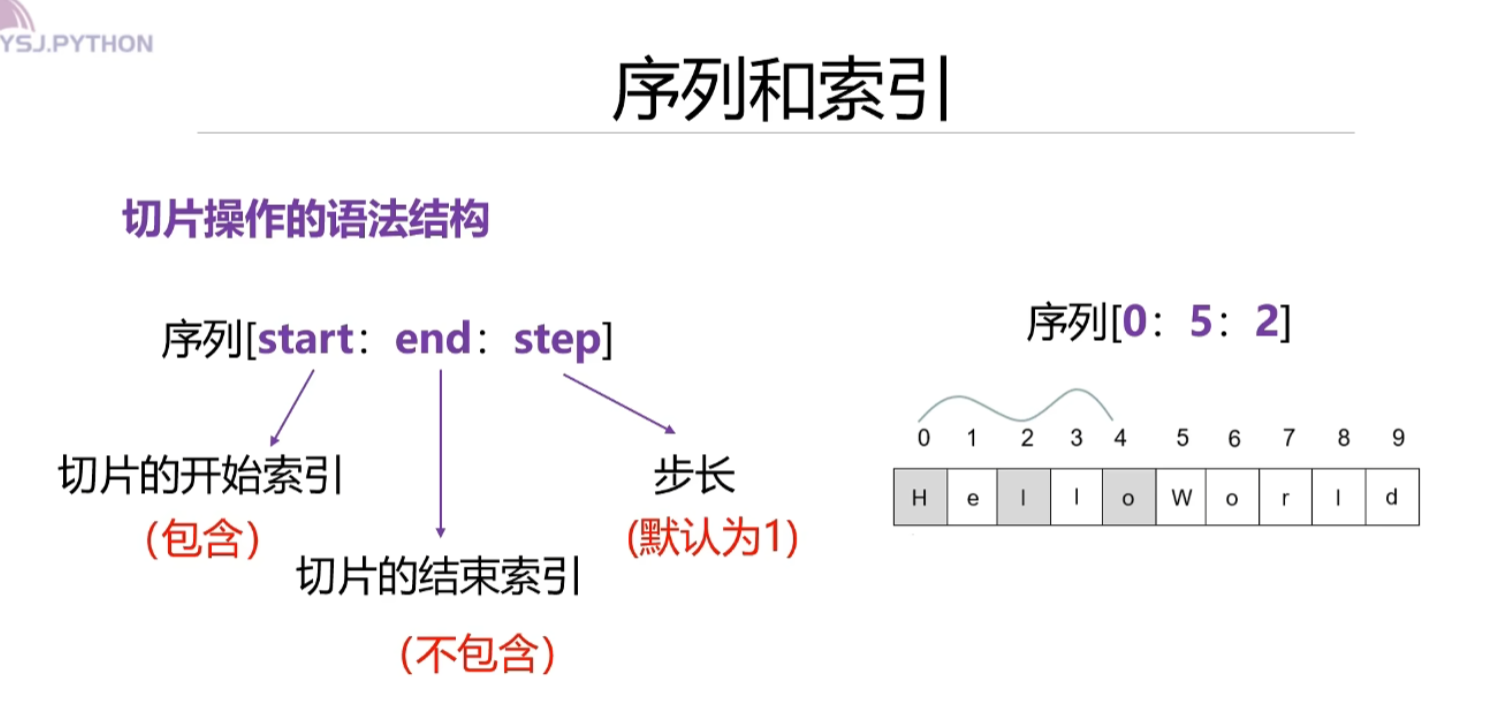 YSJ.PYTHON
序列和索引
切片操作的语法结构
序列[start：end：step]
切片的开始索引
（包含）
切片的结束索引
（不包含）
步长
(默认为1)
序列[0：5：2]
0 1 2 3 4 5 6 7 8 9
H e l l o W o r l d